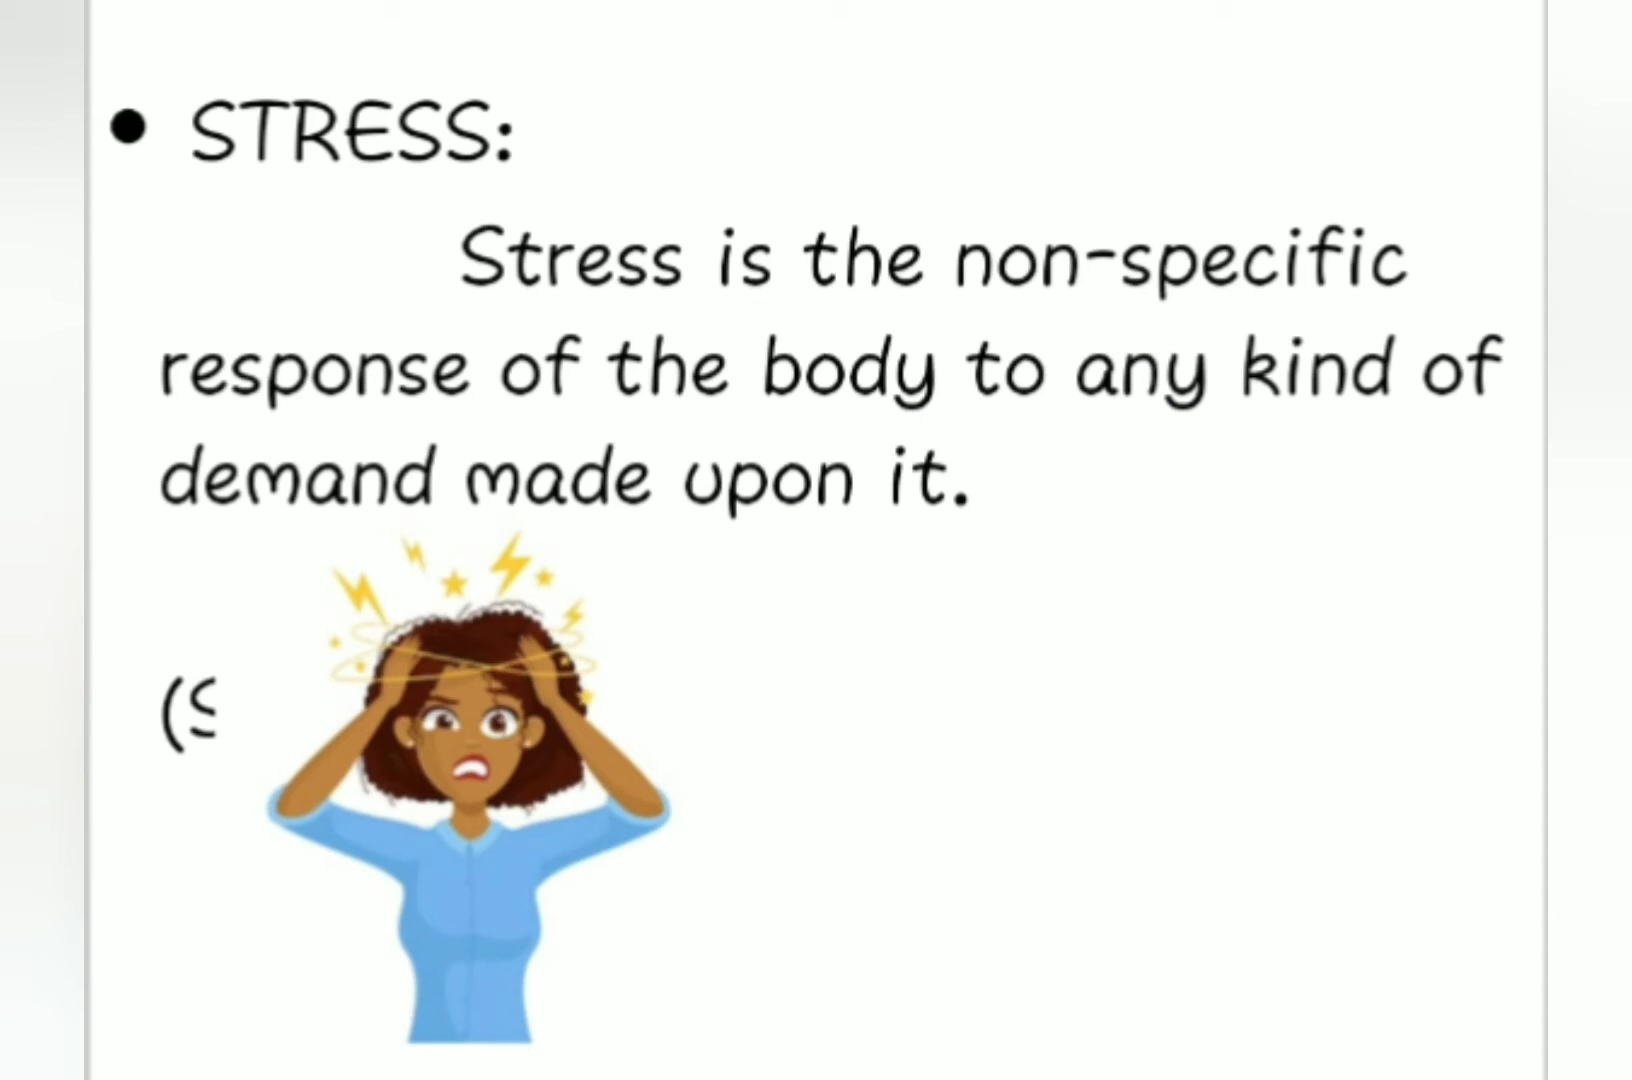 • STRESS:
Stress is the non-specific
response of the body to any kind of
demand made upon it.
(S